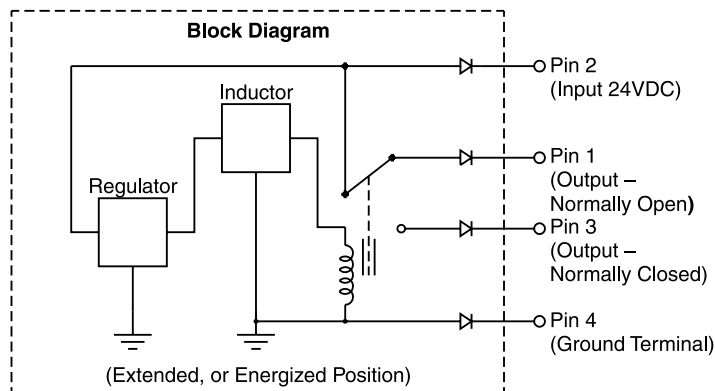 Block Diagram
Pin 2
(Input 24VDC)
Inductor
Pin 1
(Output –
Normally Open)
Regulator
Pin 3
(Output –
Normally Closed)
Pin 4
(Ground Terminal)
(Extended, or Energized Position)